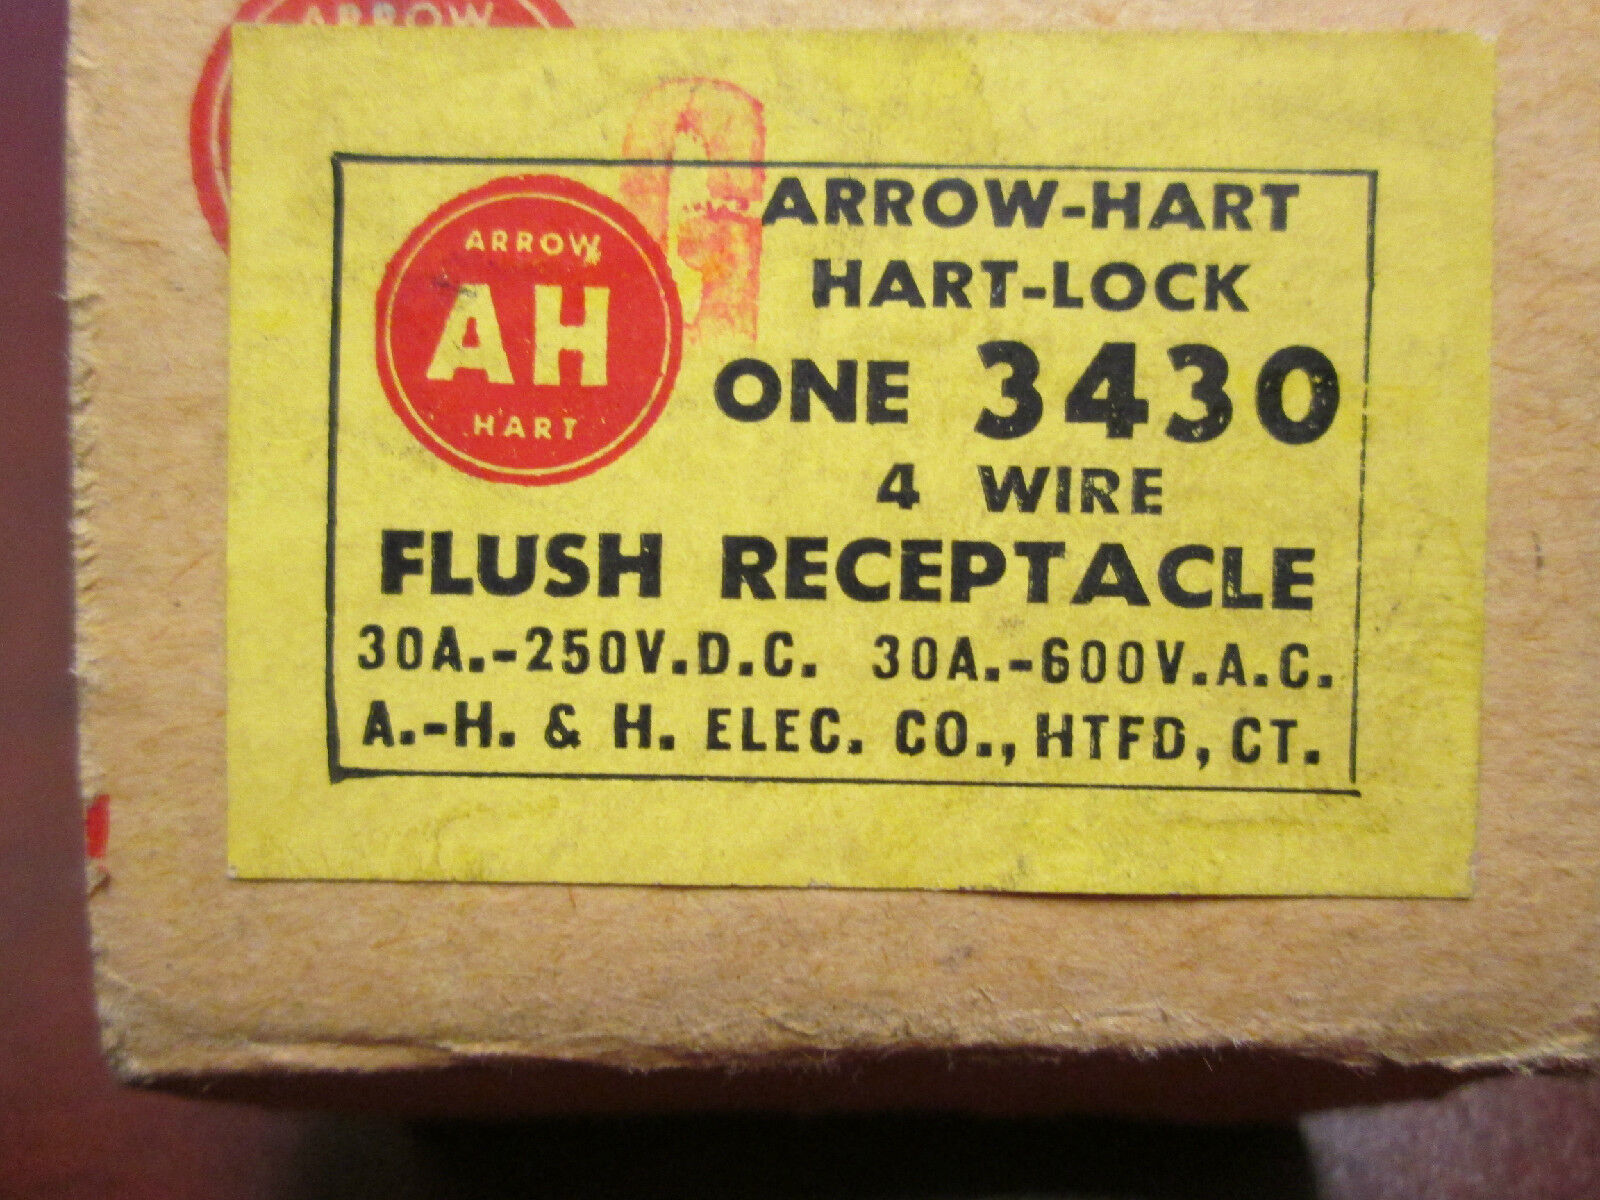 ARROW
ARROW
AH
HART
ARROW-HART
HART-LOCK
ONE 3430
4 WIRE
FLUSH RECEPTACLE
30A.-250V.D.C. 30A.-600V.A.C.
A.-H. & H. ELEC. CO., HTFD, CT.